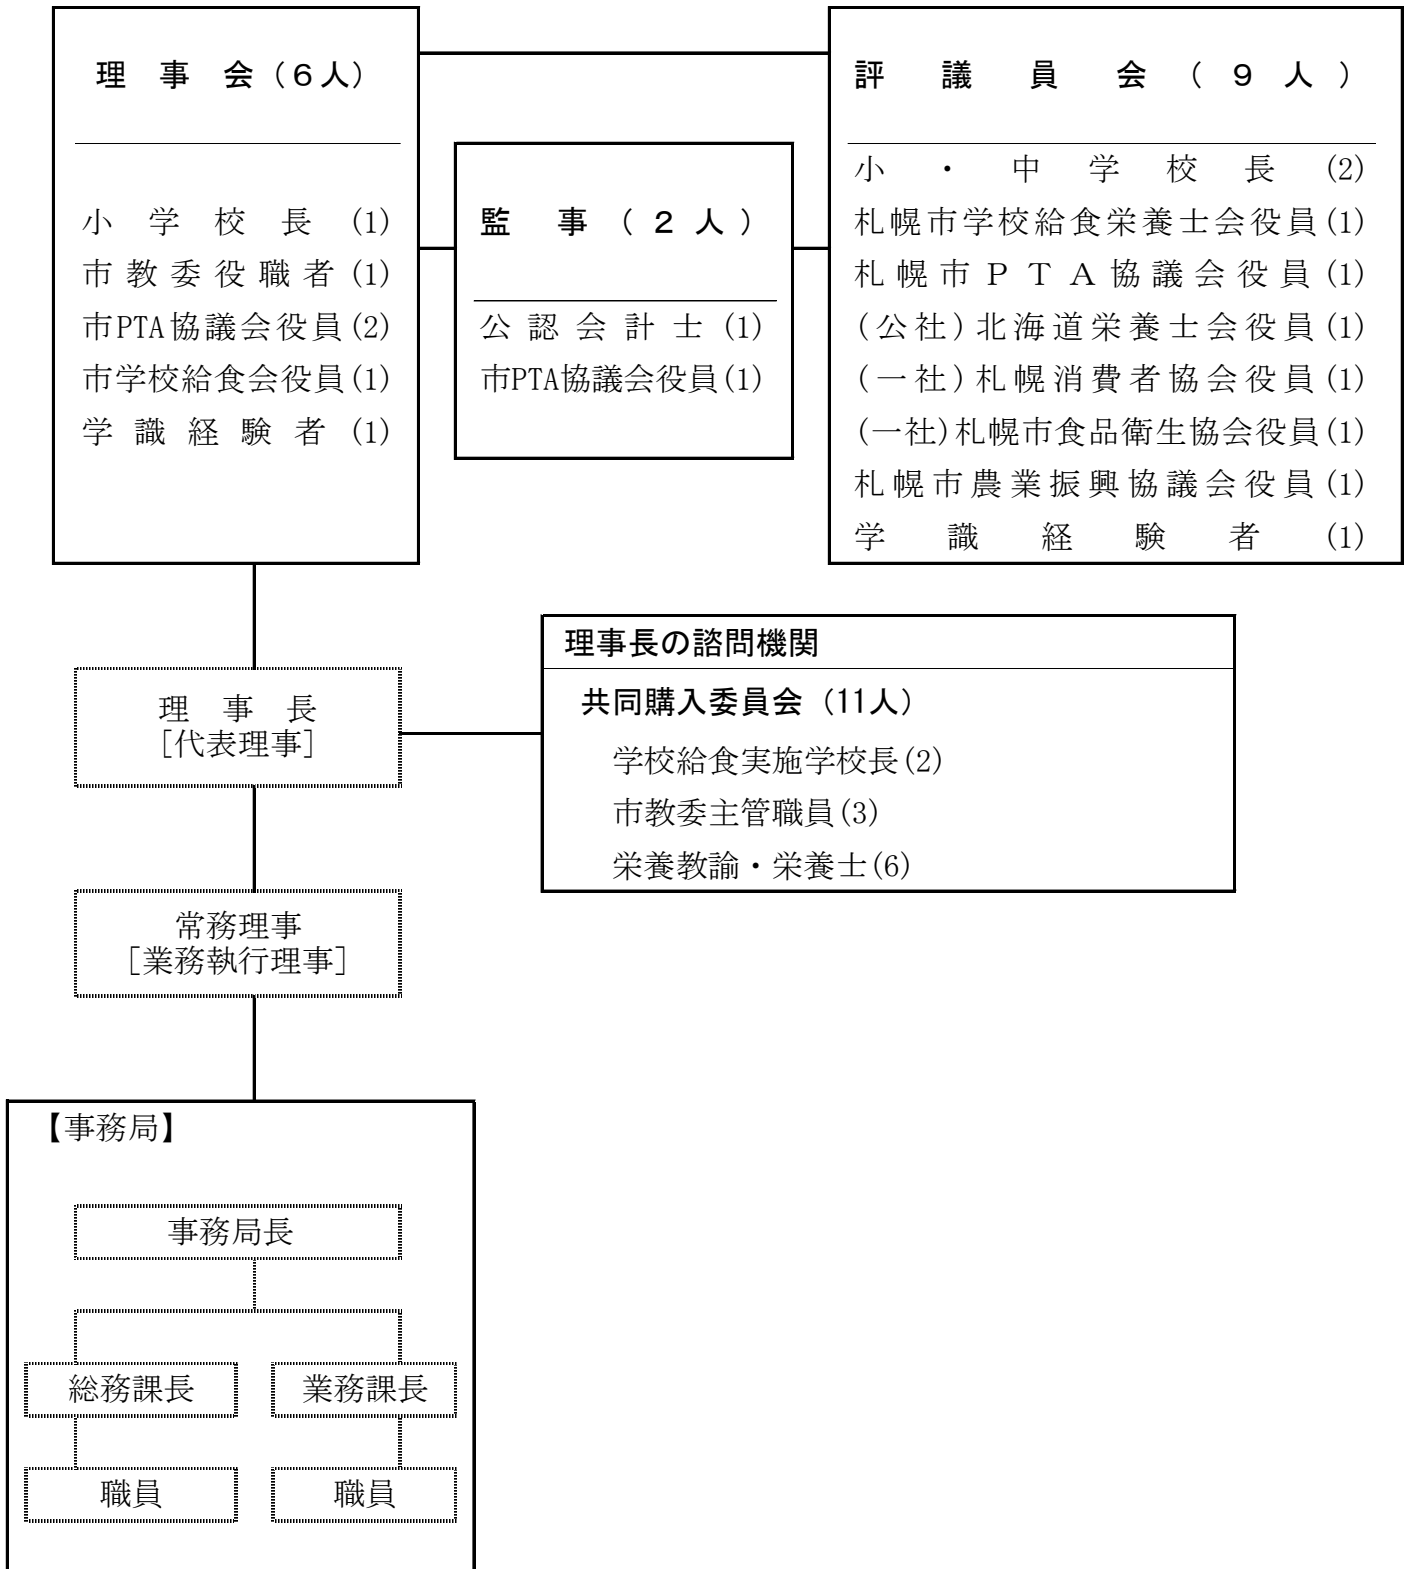 理事会(6人)
小学校長(1)
市教委役職者(1)
市PTA協議会役員(2)
市学校給食会役員(1)
学識経験者(1)
監事(2人)
公認会計士(1)
市PTA協議会役員(1)
評議員会(9人)
小・中学校長(2)
札幌市学校給食栄養士会役員(1)
札幌市PTA協議会役員(1)
(公社)北海道栄養士会役員(1)
(一社)札幌消費者協会役員(1)
(一社)札幌市食品衛生協会役員(1)
札幌市農業振興協議会役員(1)
学識経験者(1)
理事長
[代表理事]
理事長の諮問機関
共同購入委員会(11人)
学校給食実施学校長(2)
市教委主管職員(3)
栄養教諭・栄養士(6)
常務理事
[業務執行理事]
【事務局】
事務局長
総務課長
業務課長
職員
職員